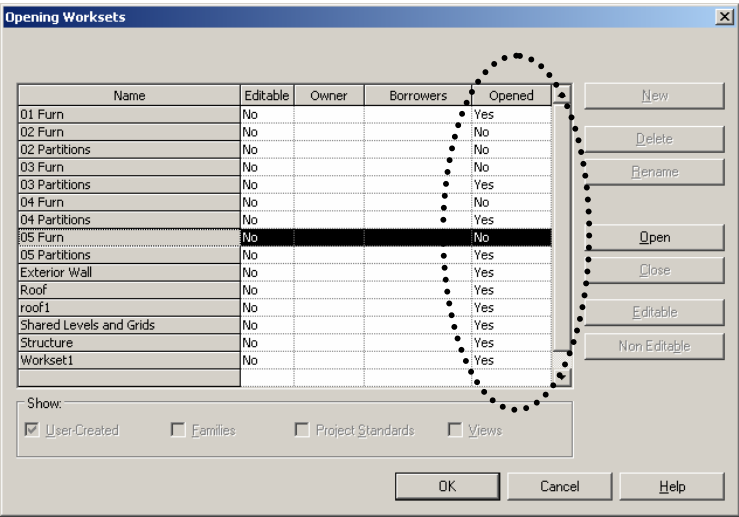 Opening Worksets
Name Editable Owner Borrowers Opened
New
01 Furn No Yes
02 Furn No No
Delete
02 Partitions No No
03 Furn No No
Rename
03 Partitions No Yes
04 Furn No No
04 Partitions No Yes
05 Furn No No
Open
05 Partitions No Yes
Exterior Wall No Yes
Close
Roof No Yes
roof1 No Yes
Editable
Shared Levels and Grids No Yes
Structure No Yes
Non Editable
Workset1 No Yes
Show:
User-Created Families Project Standards Views
OK Cancel Help